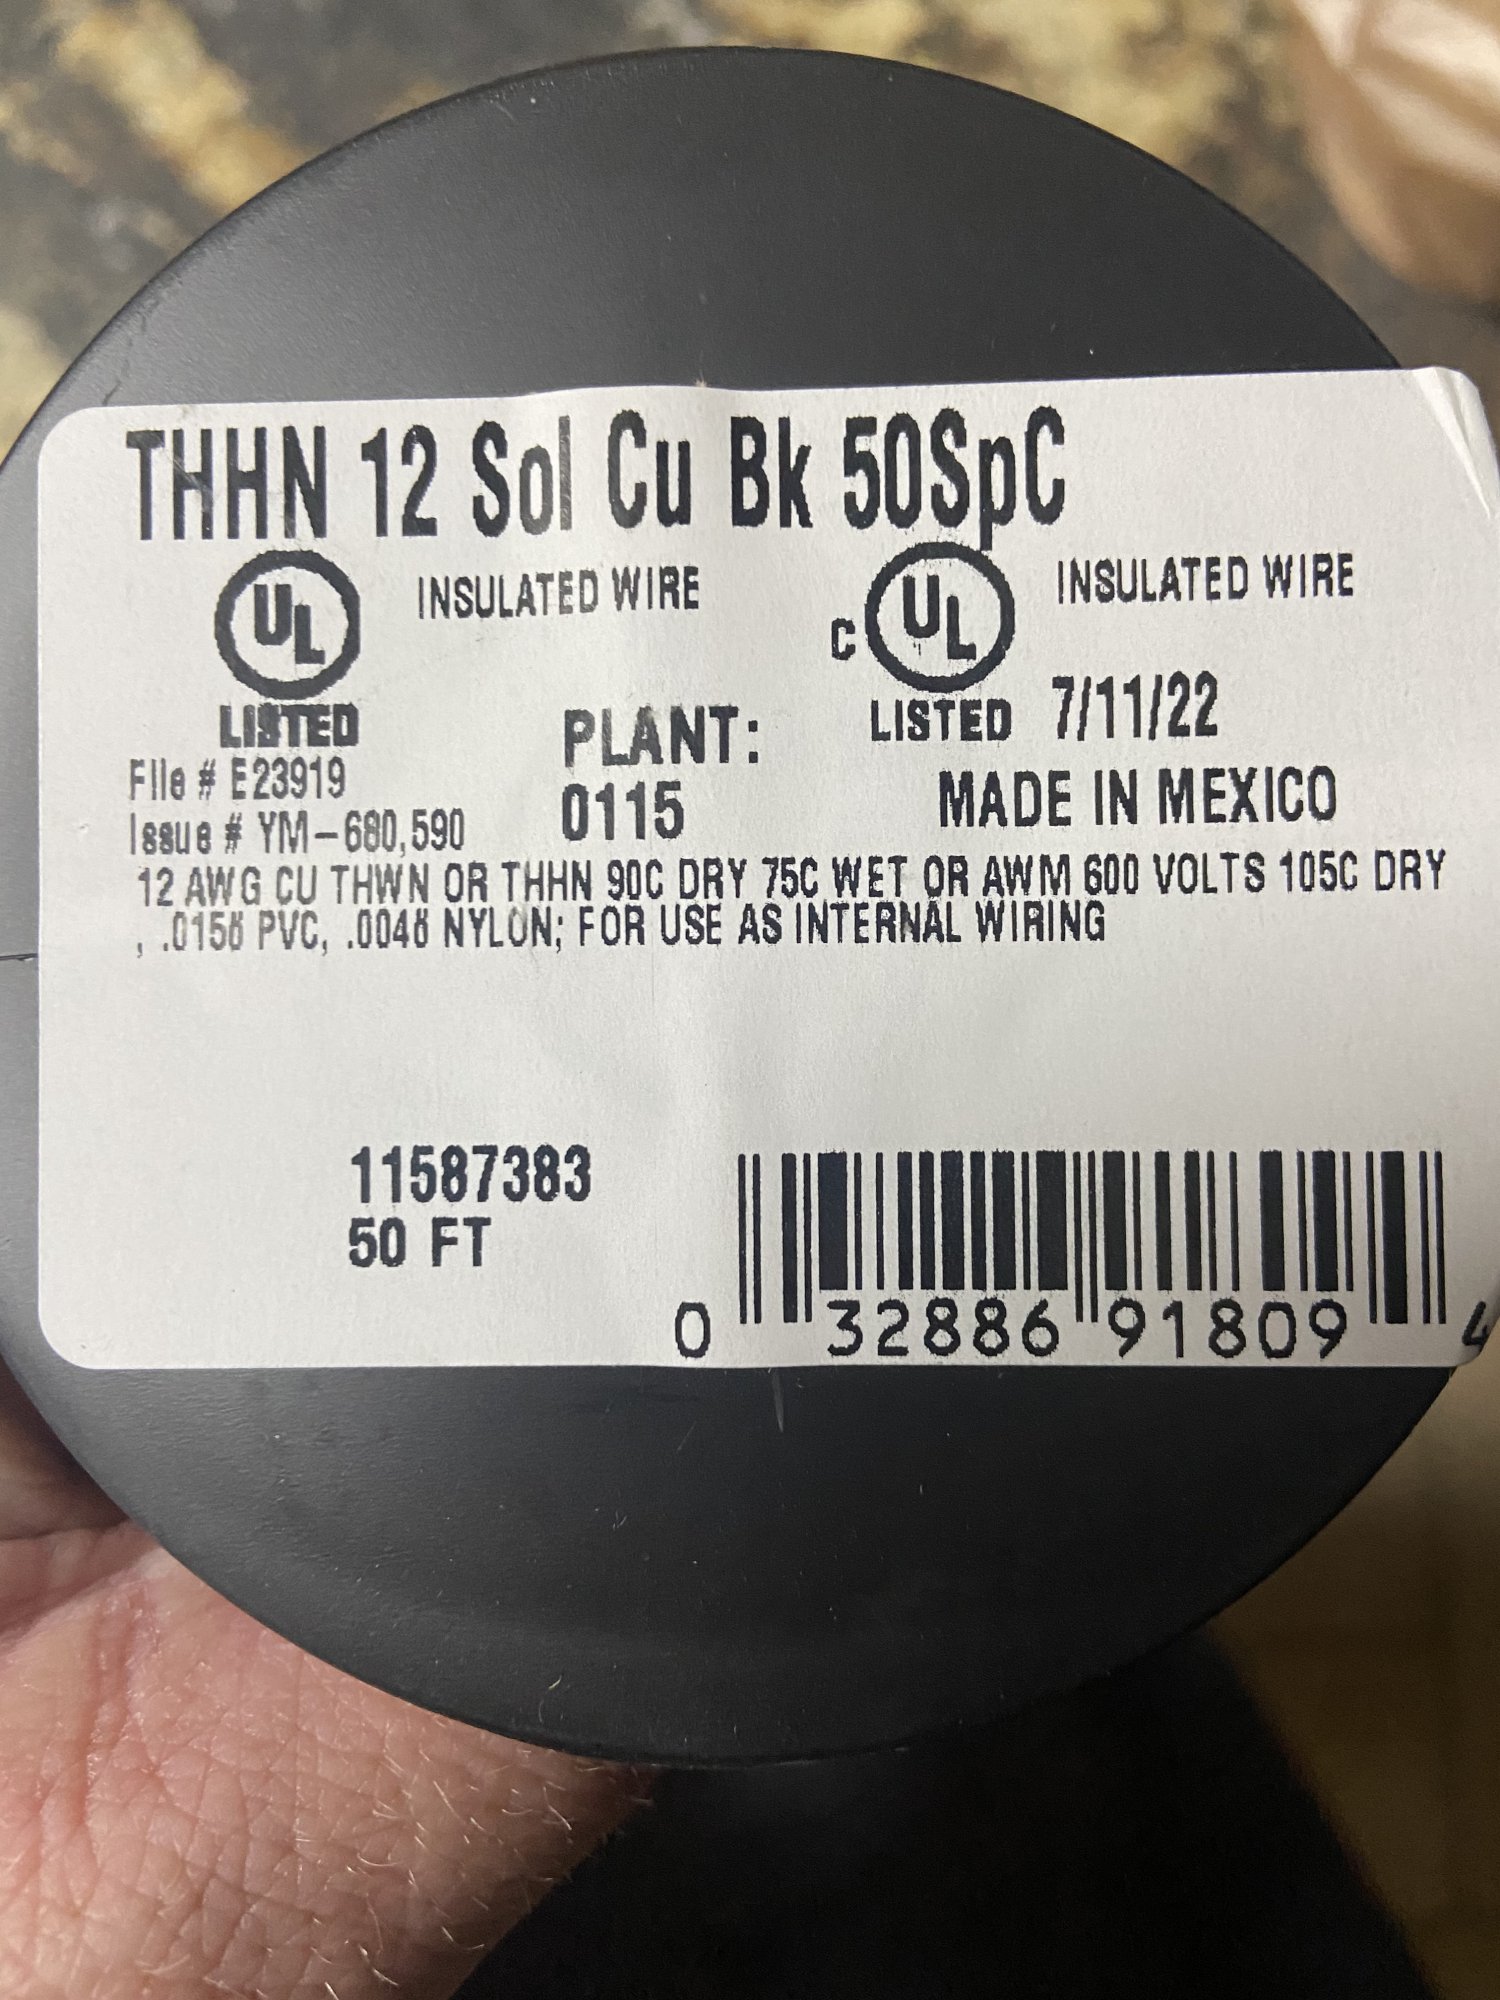 THHN 12 Sol Cu Bk 50SpC
UL INSULATED WIRE
C UL INSULATED WIRE
LISTED
LISTED 7/11/22
File # E23919
PLANT:
0115
MADE IN MEXICO
Issue # YM-680,590
12 AWG CU THWN OR THHN 90C DRY 75C WET OR AWM 600 VOLTS 105C DRY
, .0156 PVC, .0046 NYLON; FOR USE AS INTERNAL WIRING
11587383
50 FT
0 32886 91809 4